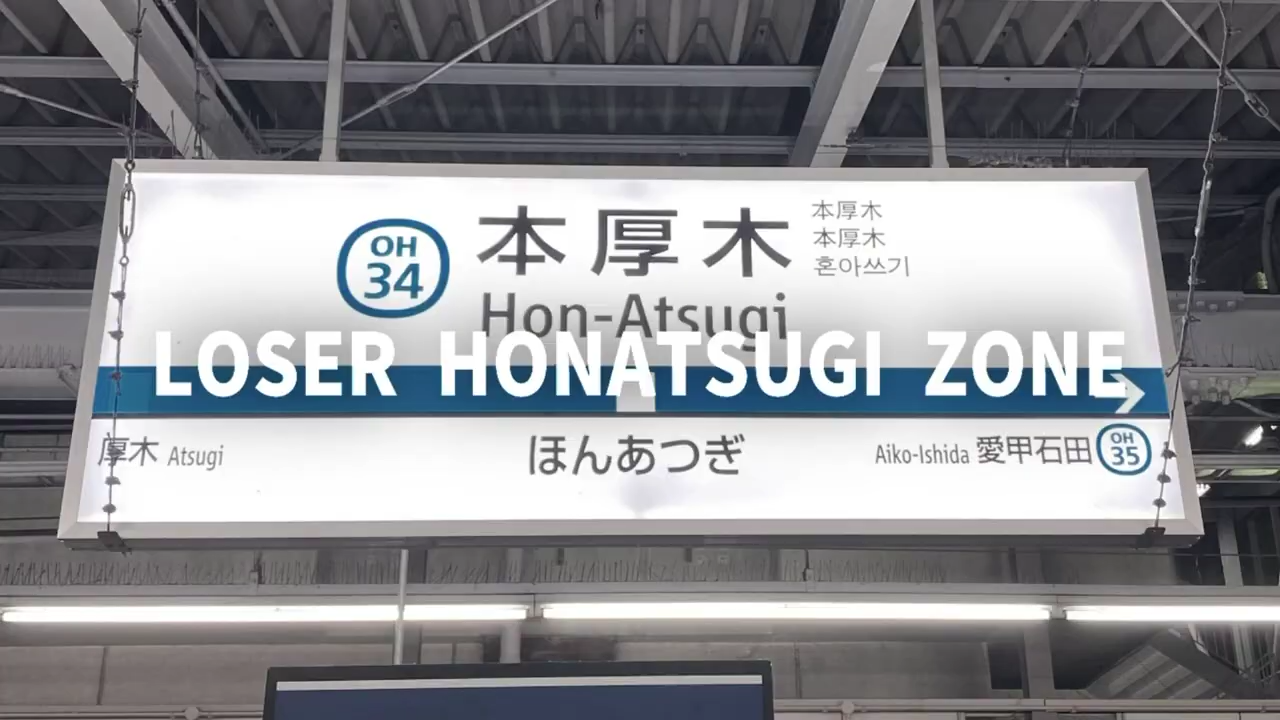 OH
34
本厚木
Hon-Atsugi
本厚木
本厚木
혼아쓰기
LOSER HONATSUGI ZONE
厚木 Atsugi
ほんあつぎ
Aiko-Ishida 愛甲石田
OH
35